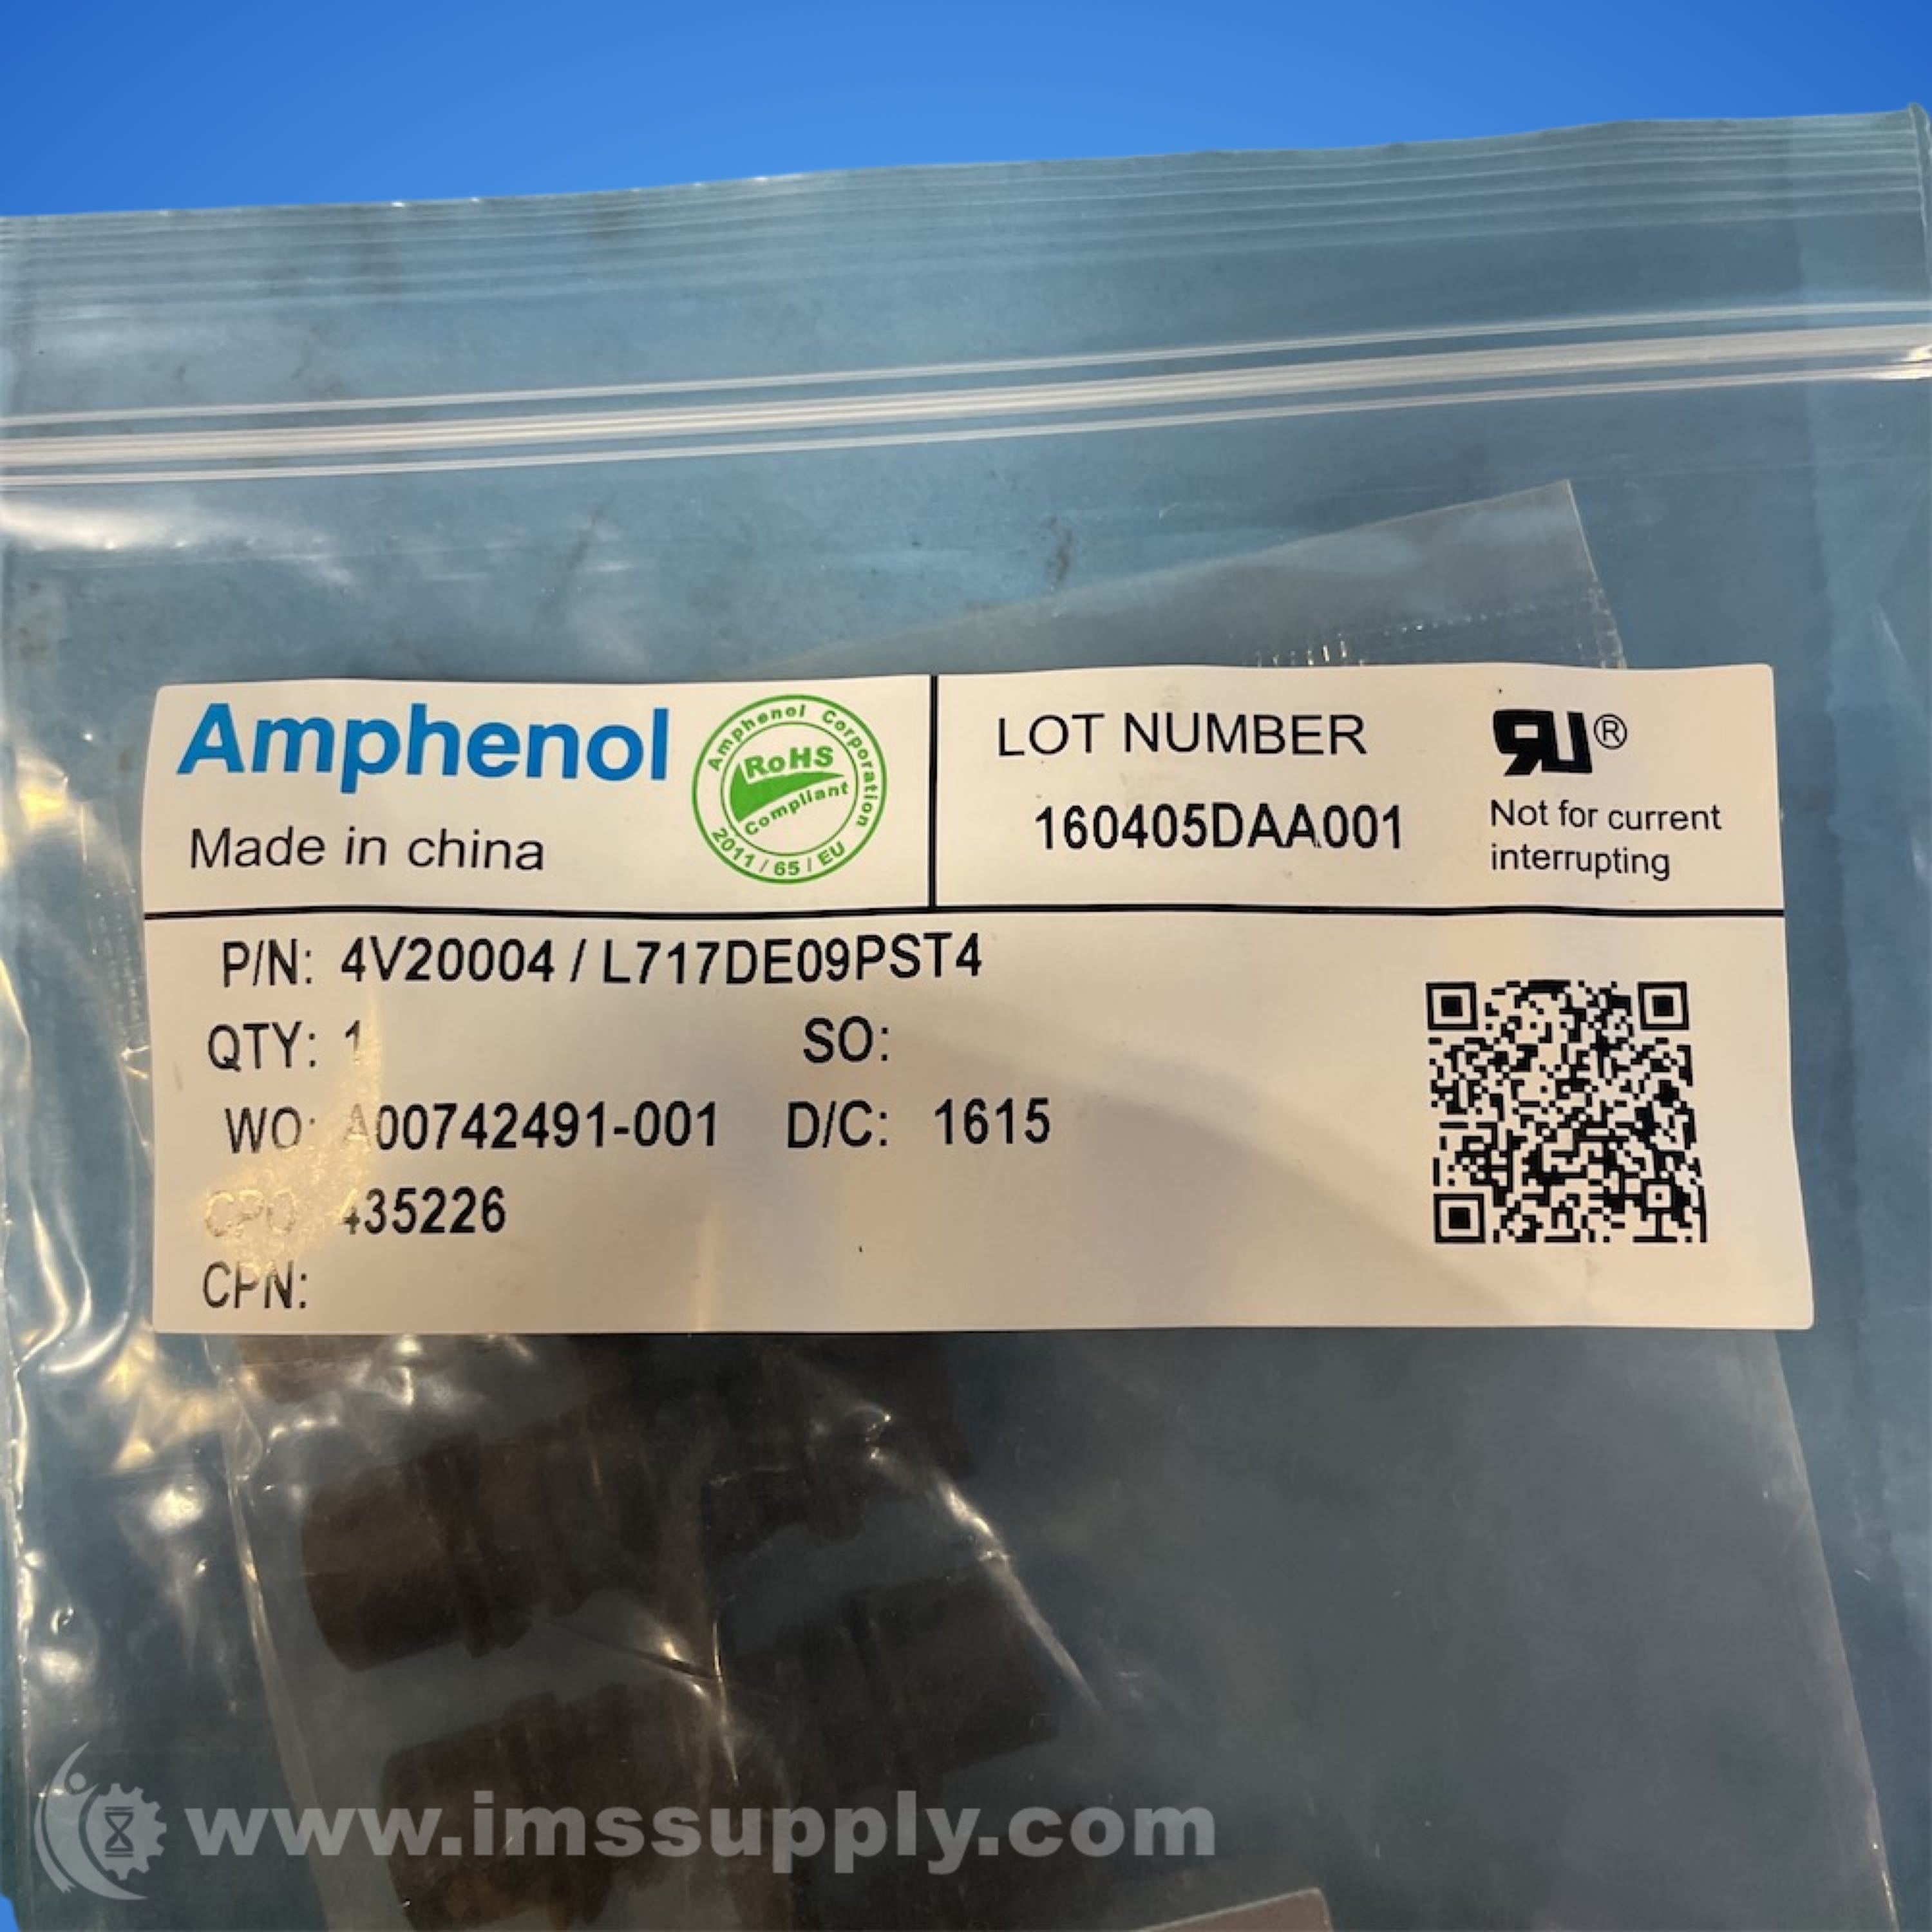 Amphenol
Made in china
Amphenol Corporation
RoHS
Compliant
2011 / 65 / EU
LOT NUMBER
160405DAA001
®
Not for current
interrupting
P/N: 4V20004 / L717DE09PST4
QTY: 1
SO:
WO: A00742491-001 D/C: 1615
CPO 435226
CPN:
www.imssupply.com